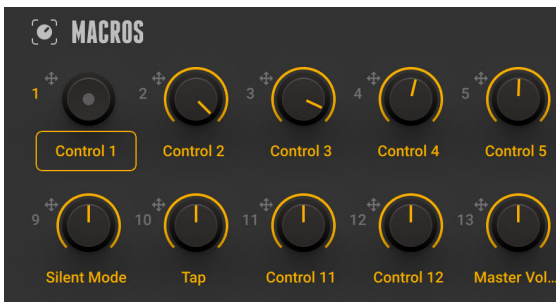 MACROS
1 2 3 4 5
Control 1 Control 2 Control 3 Control 4 Control 5
9 10 11 12 13
Silent Mode Tap Control 11 Control 12 Master Vol...